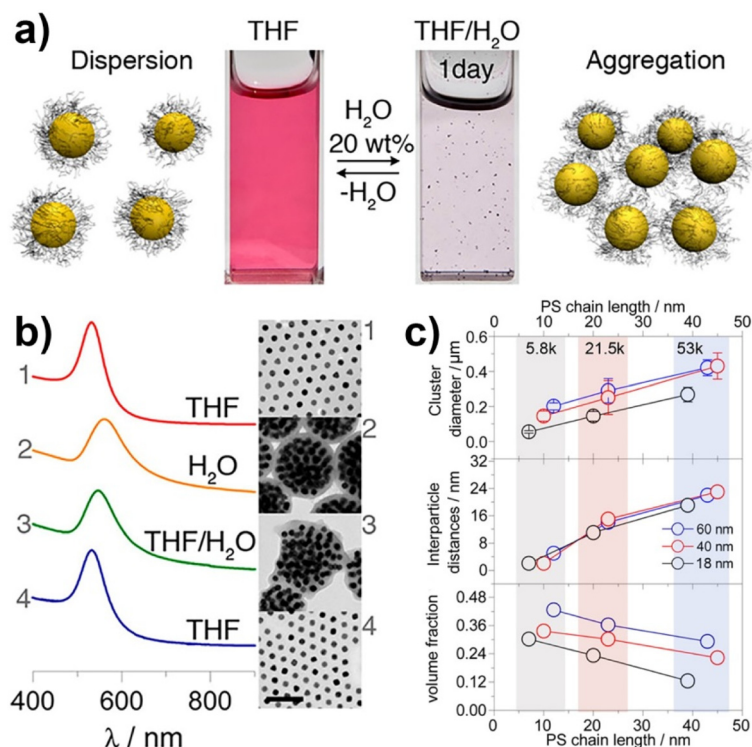 a)
THF
THF/H₂O
Dispersion
1day
Aggregation
H₂O
20 wt%
-H₂O
b)
1
THF
2
H₂O
3
THF/H₂O
4
THF
400 600 800
λ / nm
1
2
3
4
c)
PS chain length / nm
0 10 20 30 40 50
5.8k 21.5k 53k
Cluster
diameter / µm
0.6
0.4
0.2
0.0
Interparticle
distances / nm
32
24
16
8
0
60 nm
40 nm
18 nm
volume fraction
0.48
0.36
0.24
0.12
0.00
0 10 20 30 40 50
PS chain length / nm